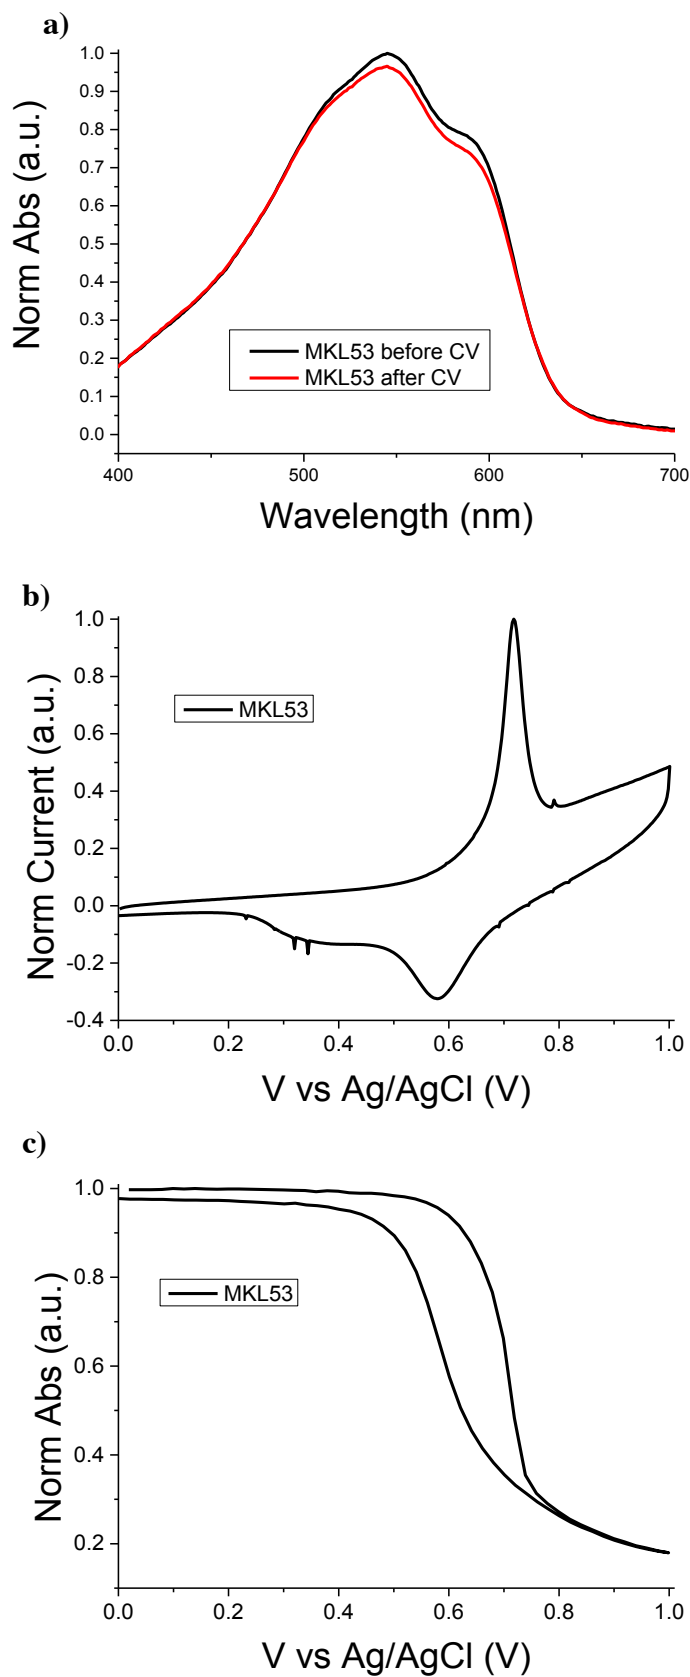 a)
1.0
0.9
0.8
0.7
0.6
0.5
0.4
0.3
0.2
0.1
0.0
Norm Abs (a.u.)
MKL53 before CV
MKL53 after CV
400 500 600 700
Wavelength (nm)
b)
1.0
0.8
0.6
0.4
0.2
0.0
-0.2
-0.4
Norm Current (a.u.)
MKL53
0.0 0.2 0.4 0.6 0.8 1.0
V vs Ag/AgCl (V)
c)
1.0
0.8
0.6
0.4
0.2
Norm Abs (a.u.)
MKL53
0.0 0.2 0.4 0.6 0.8 1.0
V vs Ag/AgCl (V)